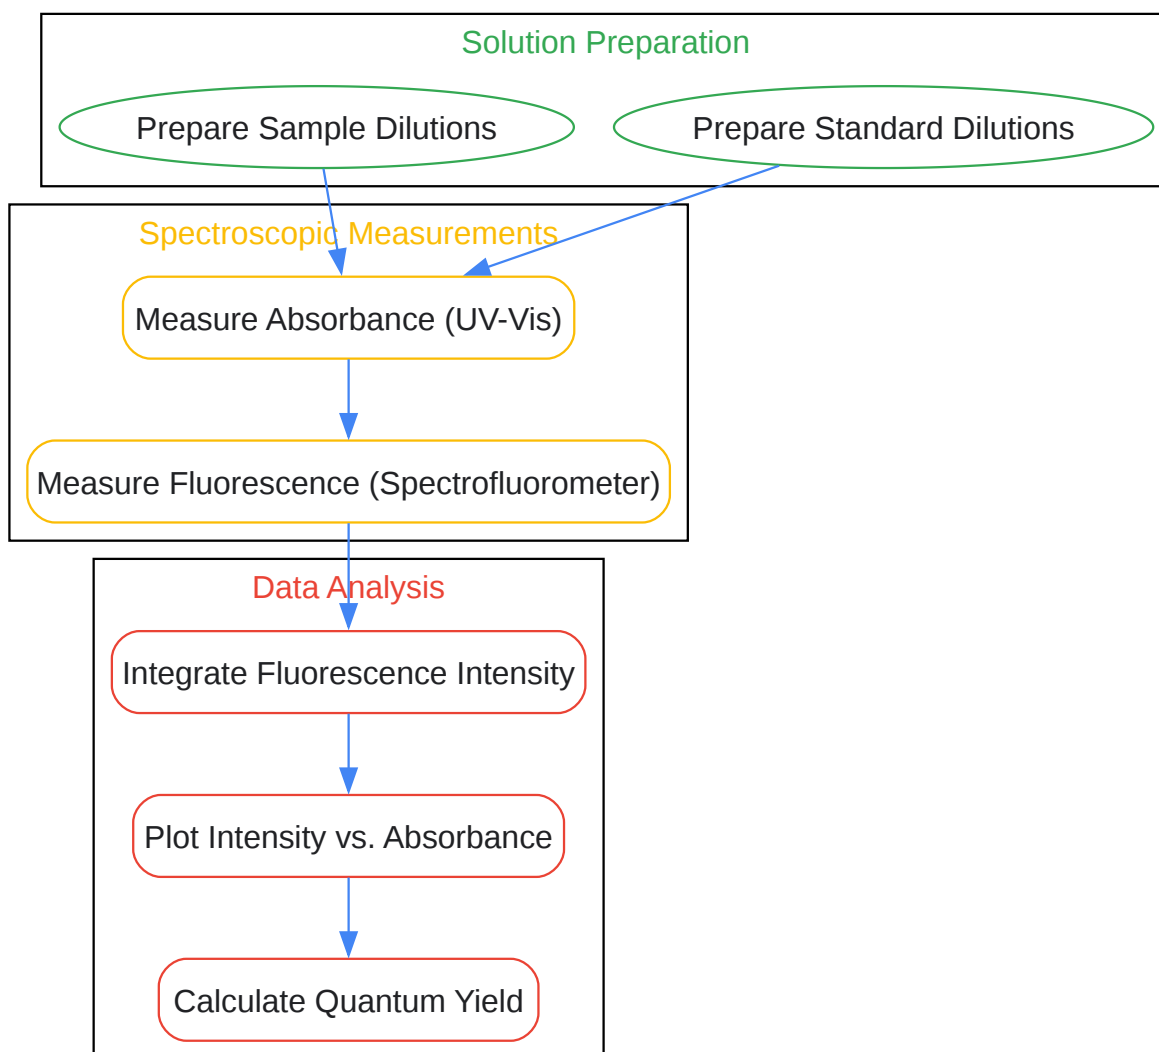 Solution Preparation
Prepare Sample Dilutions
Prepare Standard Dilutions
Spectroscopic Measurements
Measure Absorbance (UV-Vis)
Measure Fluorescence (Spectrofluorometer)
Data Analysis
Integrate Fluorescence Intensity
Plot Intensity vs. Absorbance
Calculate Quantum Yield